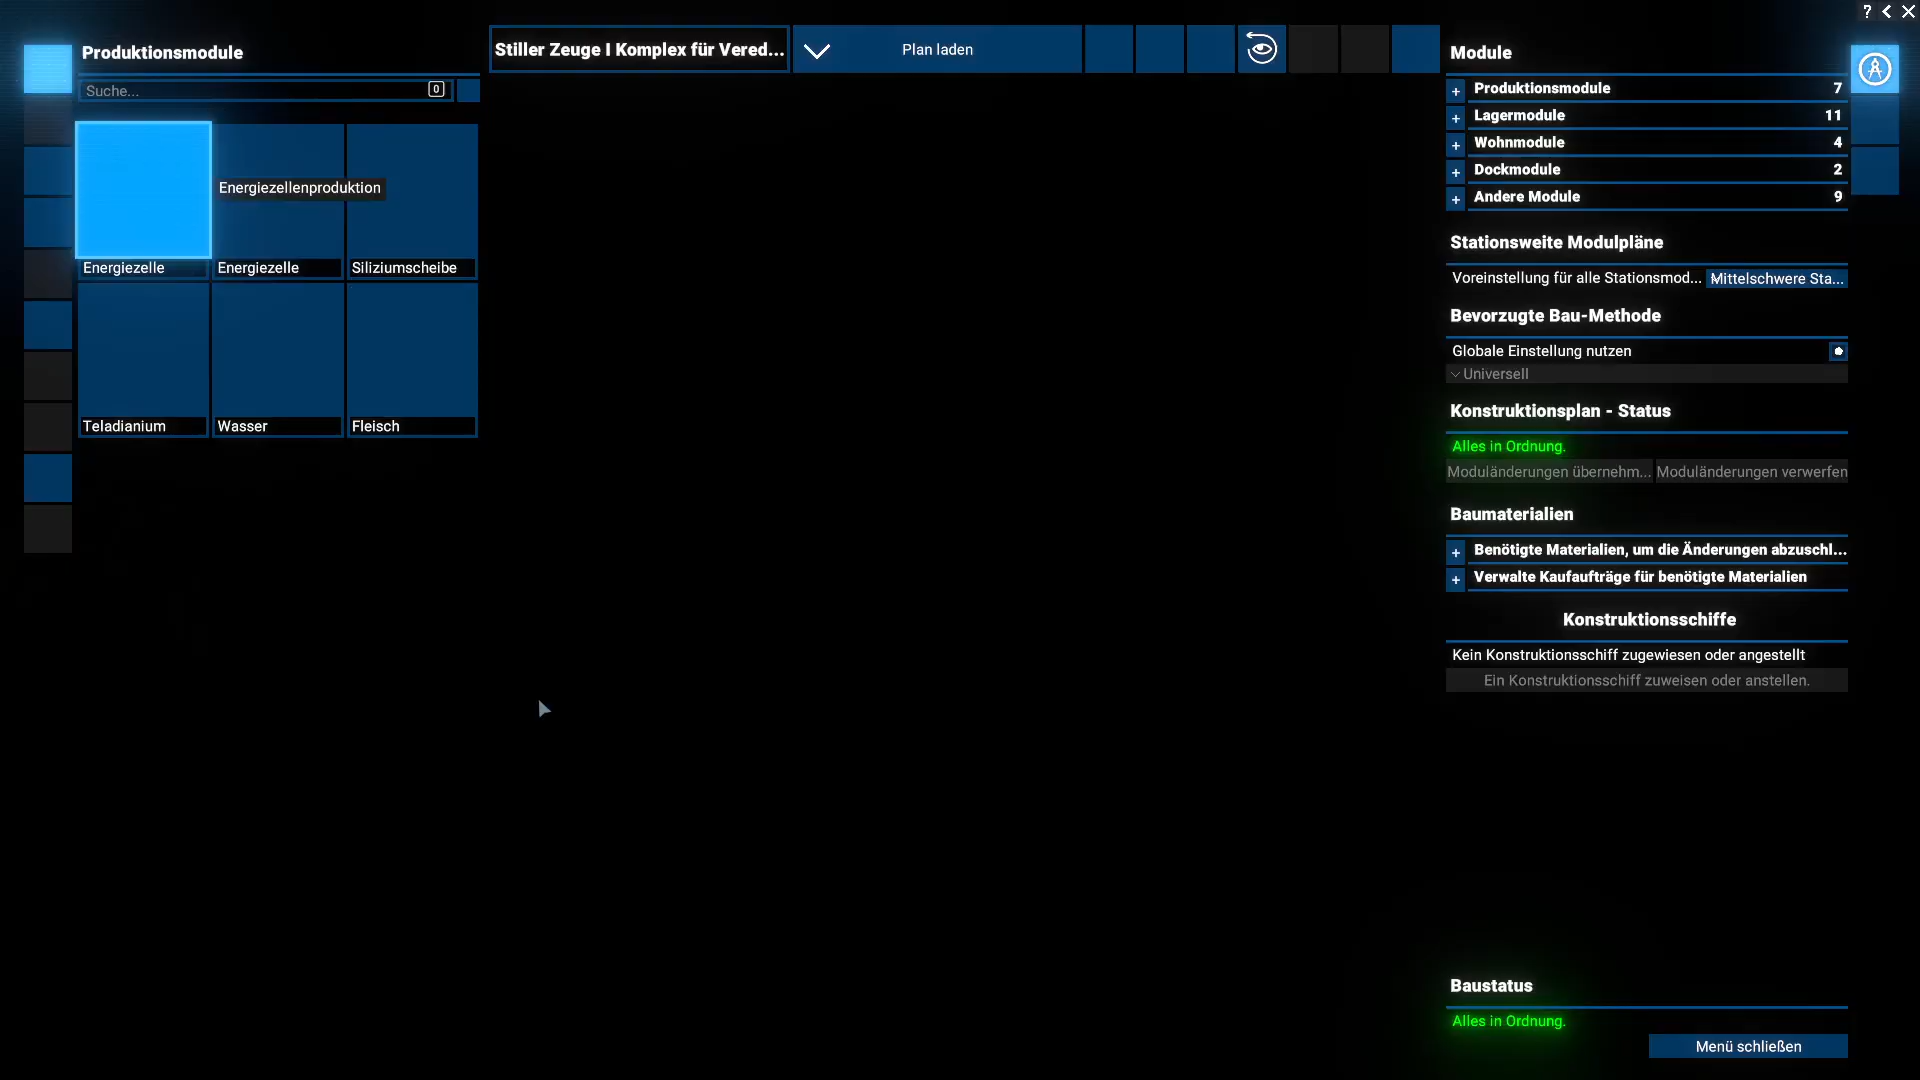 ?
Produktionsmodule
Suche...
0
Energiezellenproduktion
Energiezelle
Energiezelle
Siliziumscheibe
Teladianium
Wasser
Fleisch
Stiller Zeuge I Komplex für Vered...
Plan laden
Module
+ Produktionsmodule 7
+ Lagermodule 11
+ Wohnmodule 4
+ Dockmodule 2
+ Andere Module 9
Stationsweite Modulpläne
Voreinstellung für alle Stationsmod... Mittelschwere Sta...
Bevorzugte Bau-Methode
Globale Einstellung nutzen
Universell
Konstruktionsplan - Status
Alles in Ordnung.
Moduländerungen übernehm... Moduländerungen verwerfen
Baumaterialien
+ Benötigte Materialien, um die Änderungen abzuschl...
+ Verwalte Kaufaufträge für benötigte Materialien
Konstruktionsschiffe
Kein Konstruktionsschiff zugewiesen oder angestellt
Ein Konstruktionsschiff zuweisen oder anstellen.
Baustatus
Alles in Ordnung.
Menü schließen